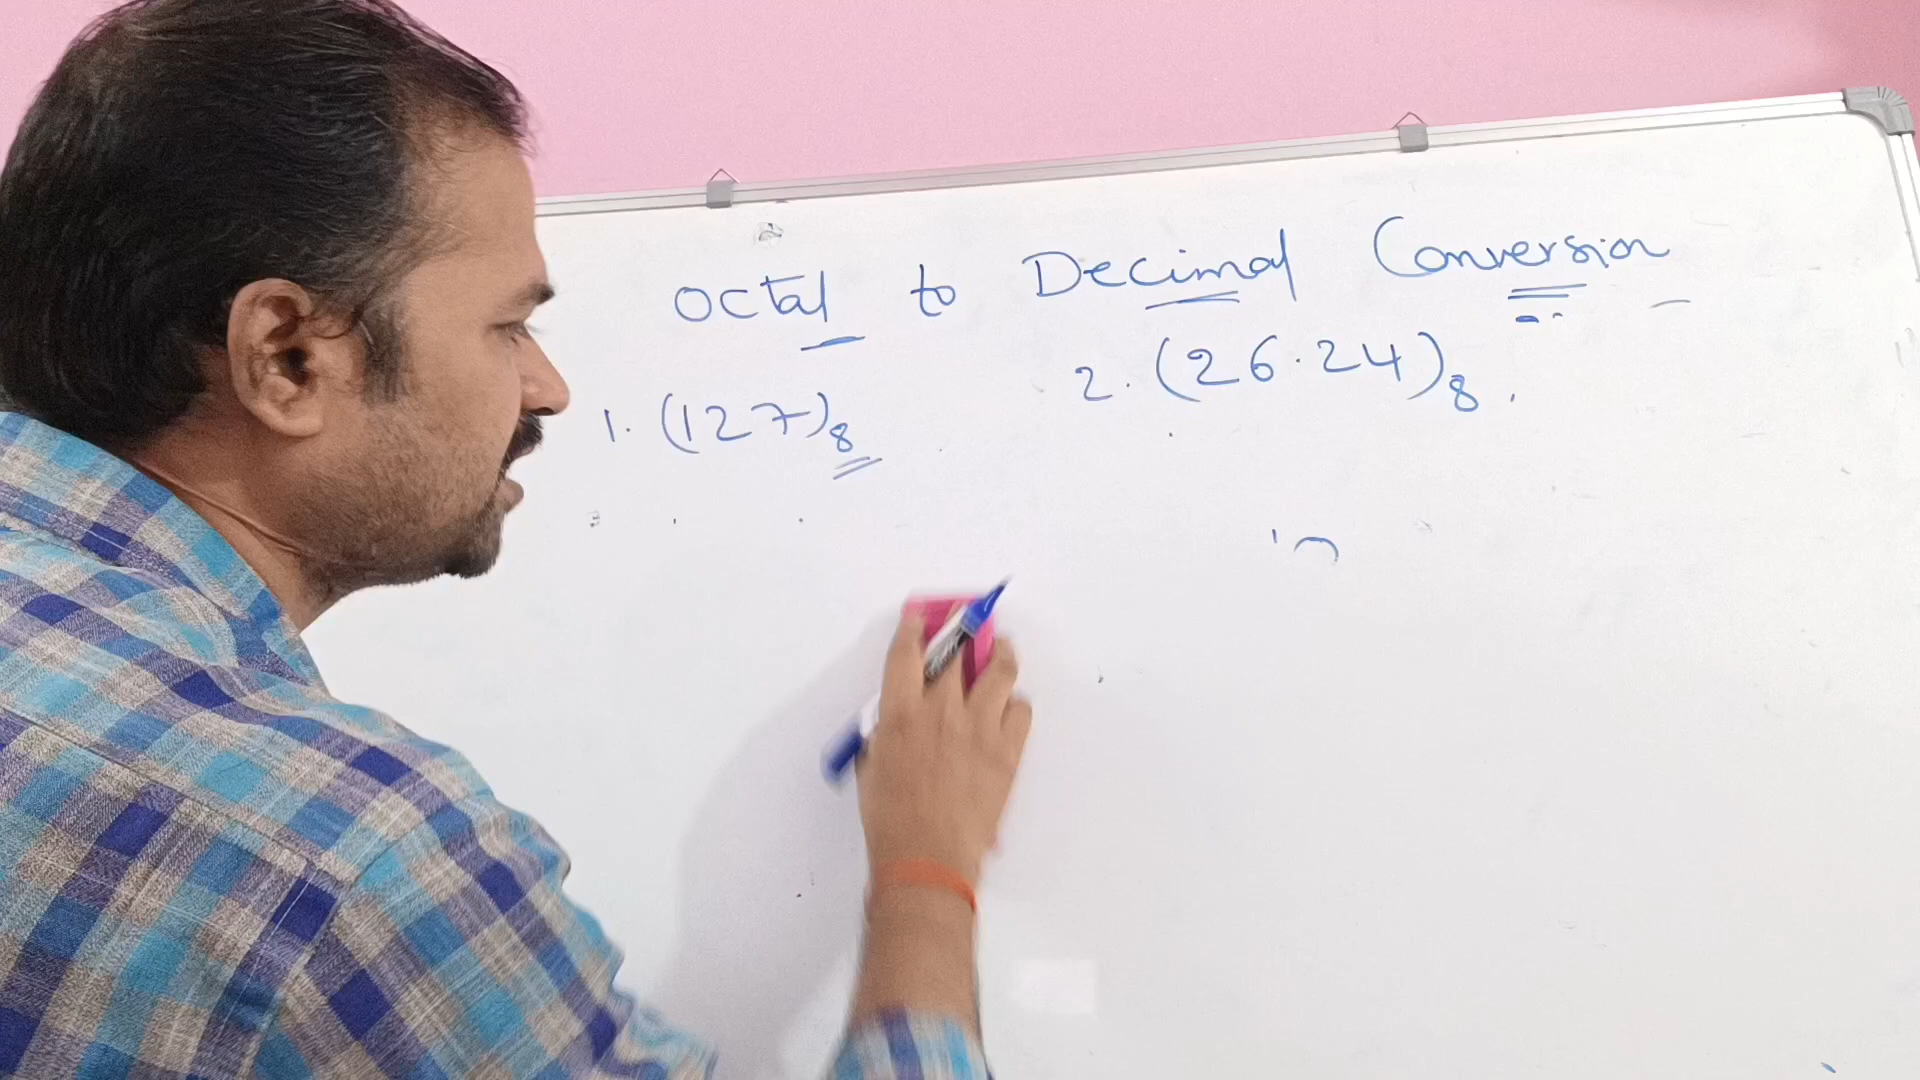 Octal to Decimal Conversion
1. (127)8
2. (26.24)8.